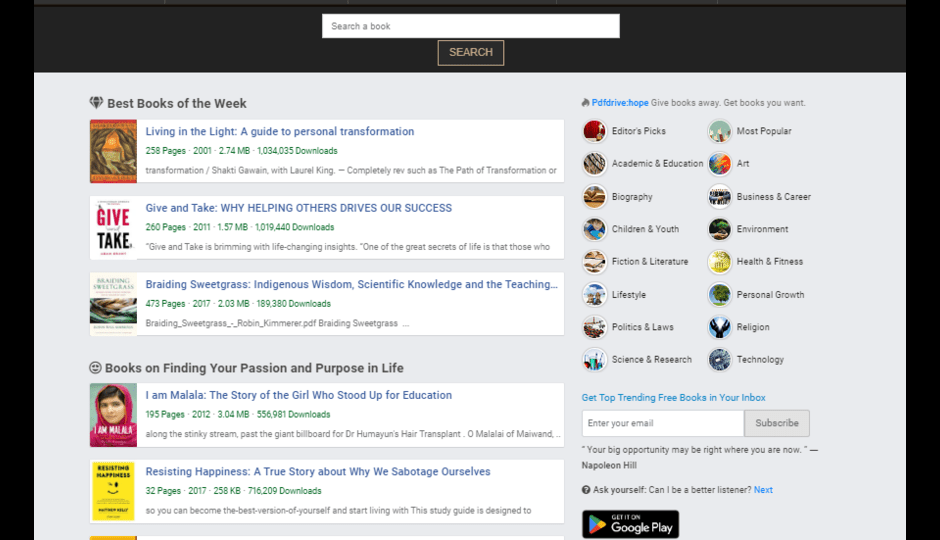 Search a book
SEARCH
Best Books of the Week
Living in the Light: A guide to personal transformation
258 Pages · 2001 · 2.74 MB · 1,034,035 Downloads
transformation / Shakti Gawain, with Laurel King. — Completely rev such as The Path of Transformation or
GIVE
and
TAKE
Give and Take: WHY HELPING OTHERS DRIVES OUR SUCCESS
260 Pages · 2011 · 1.57 MB · 1,019,440 Downloads
“Give and Take is brimming with life-changing insights. “One of the great secrets of life is that those who
BRAIDING
SWEETGRASS
Braiding Sweetgrass: Indigenous Wisdom, Scientific Knowledge and the Teaching...
473 Pages · 2017 · 2.03 MB · 189,380 Downloads
Braiding_Sweetgrass_-_Robin_Kimmerer.pdf Braiding Sweetgrass ...
Books on Finding Your Passion and Purpose in Life
I AM MALALA
I am Malala: The Story of the Girl Who Stood Up for Education
195 Pages · 2012 · 3.04 MB · 556,981 Downloads
along the stinky stream, past the giant billboard for Dr Humayun's Hair Transplant . O Malalai of Maiwand, ..
RESISTING
HAPPINESS
MATTHEW KELLY
Resisting Happiness: A True Story about Why We Sabotage Ourselves
32 Pages · 2017 · 258 KB · 716,209 Downloads
so you can become the-best-version-of-yourself and start living with This study guide is designed to
Pdfdrive:hope Give books away. Get books you want.
Editor's Picks
Most Popular
Academic & Education
Art
Biography
Business & Career
Children & Youth
Environment
Fiction & Literature
Health & Fitness
Lifestyle
Personal Growth
Politics & Laws
Religion
Science & Research
Technology
Get Top Trending Free Books in Your Inbox
Enter your email
Subscribe
“ Your big opportunity may be right where you are now. ” —
Napoleon Hill
Ask yourself: Can I be a better listener? Next
GET IT ON
Google Play